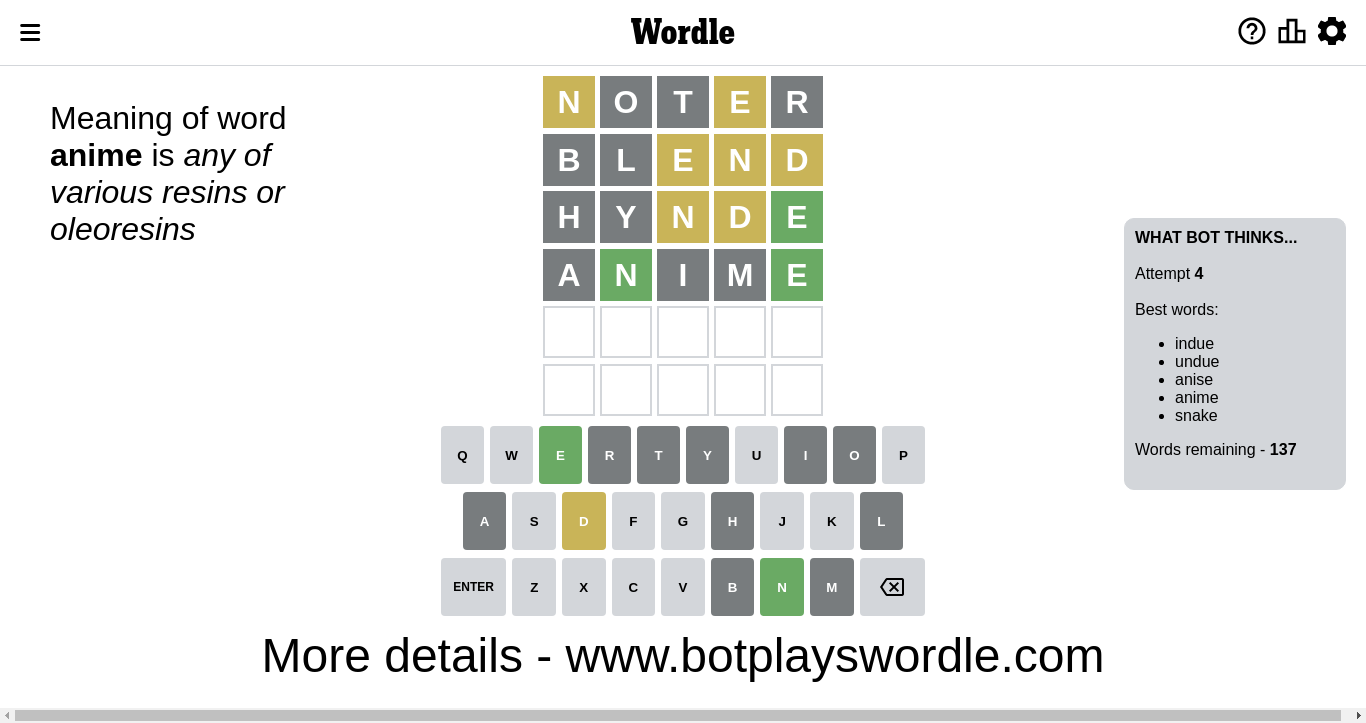 Wordle
Meaning of word
anime is any of
various resins or
oleoresins
N O T E R
B L E N D
H Y N D E
A N I M E
WHAT BOT THINKS...
Attempt 4
Best words:
indue
undue
anise
anime
snake
Words remaining - 137
Q W E R T Y U I O P
A S D F G H J K L
ENTER Z X C V B N M
More details - www.botplayswordle.com